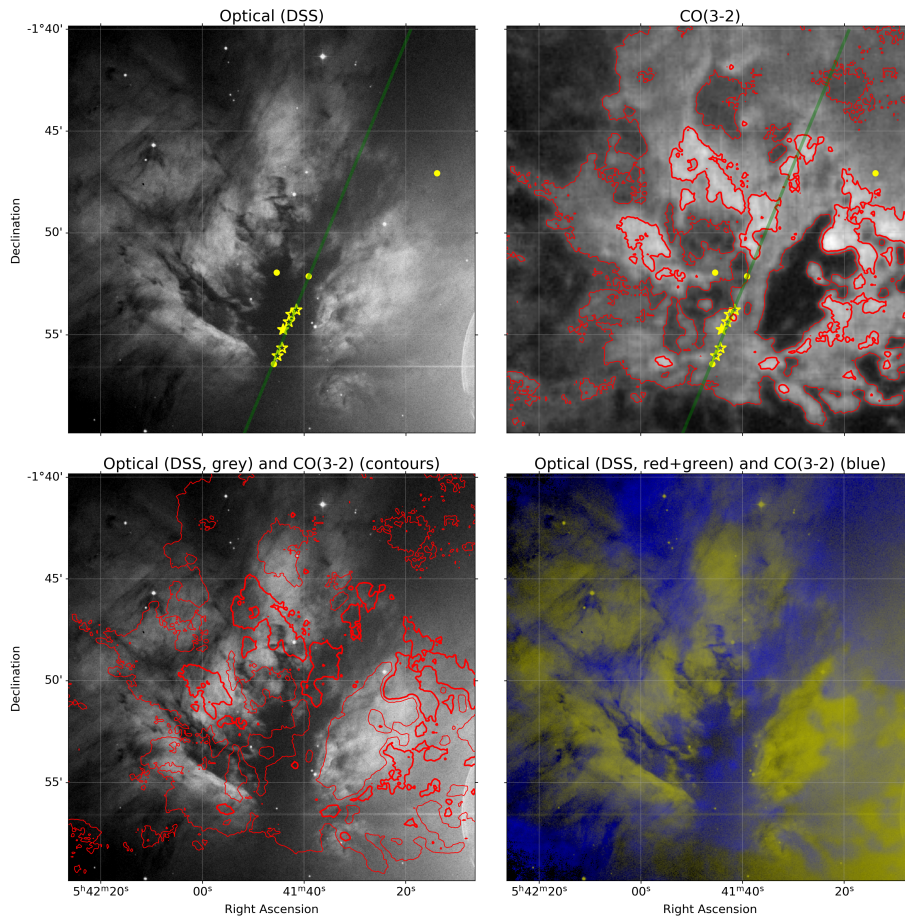 Optical (DSS)
CO(3-2)
-1°40'
45'
50'
55'
Declination
Optical (DSS, grey) and CO(3-2) (contours)
Optical (DSS, red+green) and CO(3-2) (blue)
-1°40'
45'
50'
55'
Declination
5ʰ42ᵐ20ˢ
00ˢ
41ᵐ40ˢ
20ˢ
5ʰ42ᵐ20ˢ
00ˢ
41ᵐ40ˢ
20ˢ
Right Ascension
Right Ascension